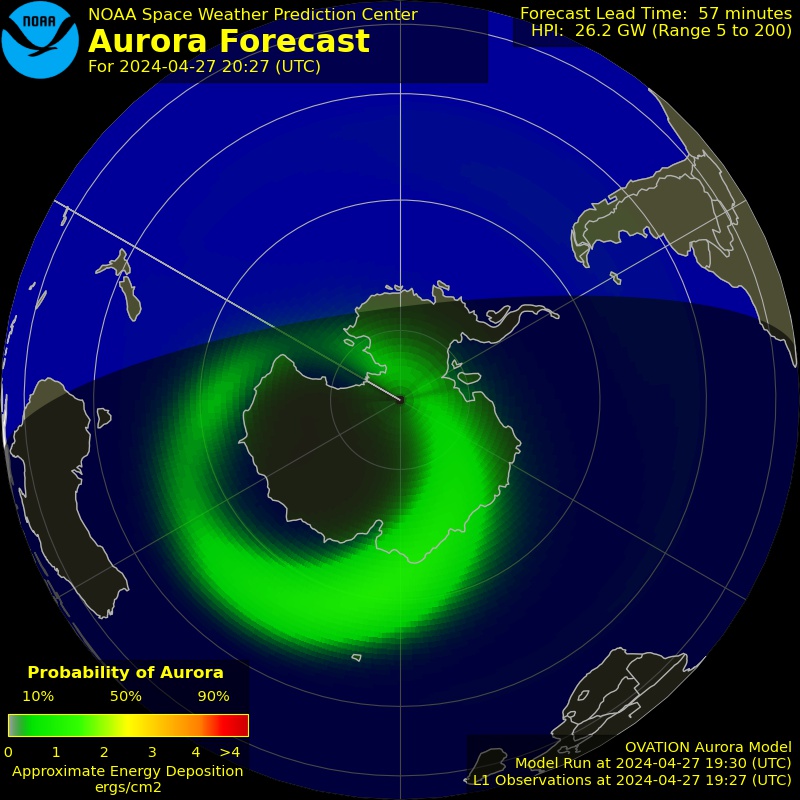 NOAA
NOAA Space Weather Prediction Center
Aurora Forecast
For 2024-04-27 20:27 (UTC)
Forecast Lead Time: 57 minutes
HPI: 26.2 GW (Range 5 to 200)
Probability of Aurora
10% 50% 90%
0 1 2 3 4 >4
Approximate Energy Deposition
ergs/cm2
OVATION Aurora Model
Model Run at 2024-04-27 19:30 (UTC)
L1 Observations at 2024-04-27 19:27 (UTC)